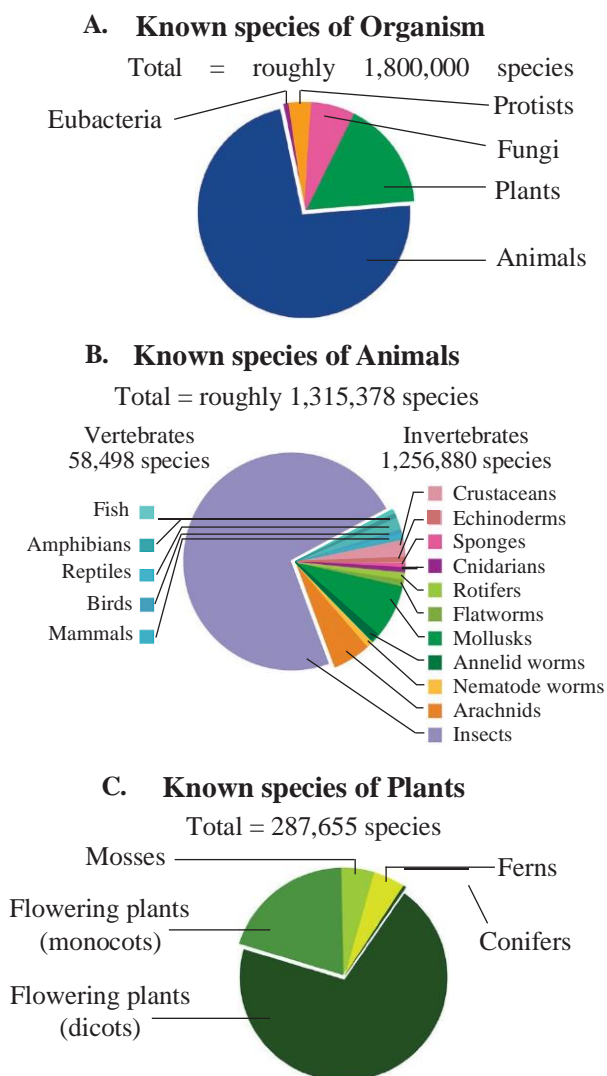 A. Known species of Organism
Total = roughly 1,800,000 species
Eubacteria
Protists
Fungi
Plants
Animals
B. Known species of Animals
Total = roughly 1,315,378 species
Vertebrates
58,498 species
Invertebrates
1,256,880 species
Fish
Amphibians
Reptiles
Birds
Mammals
Crustaceans
Echinoderms
Sponges
Cnidarians
Rotifers
Flatworms
Mollusks
Annelid worms
Nematode worms
Arachnids
Insects
C. Known species of Plants
Total = 287,655 species
Mosses
Ferns
Flowering plants
(monocots)
Conifers
Flowering plants
(dicots)